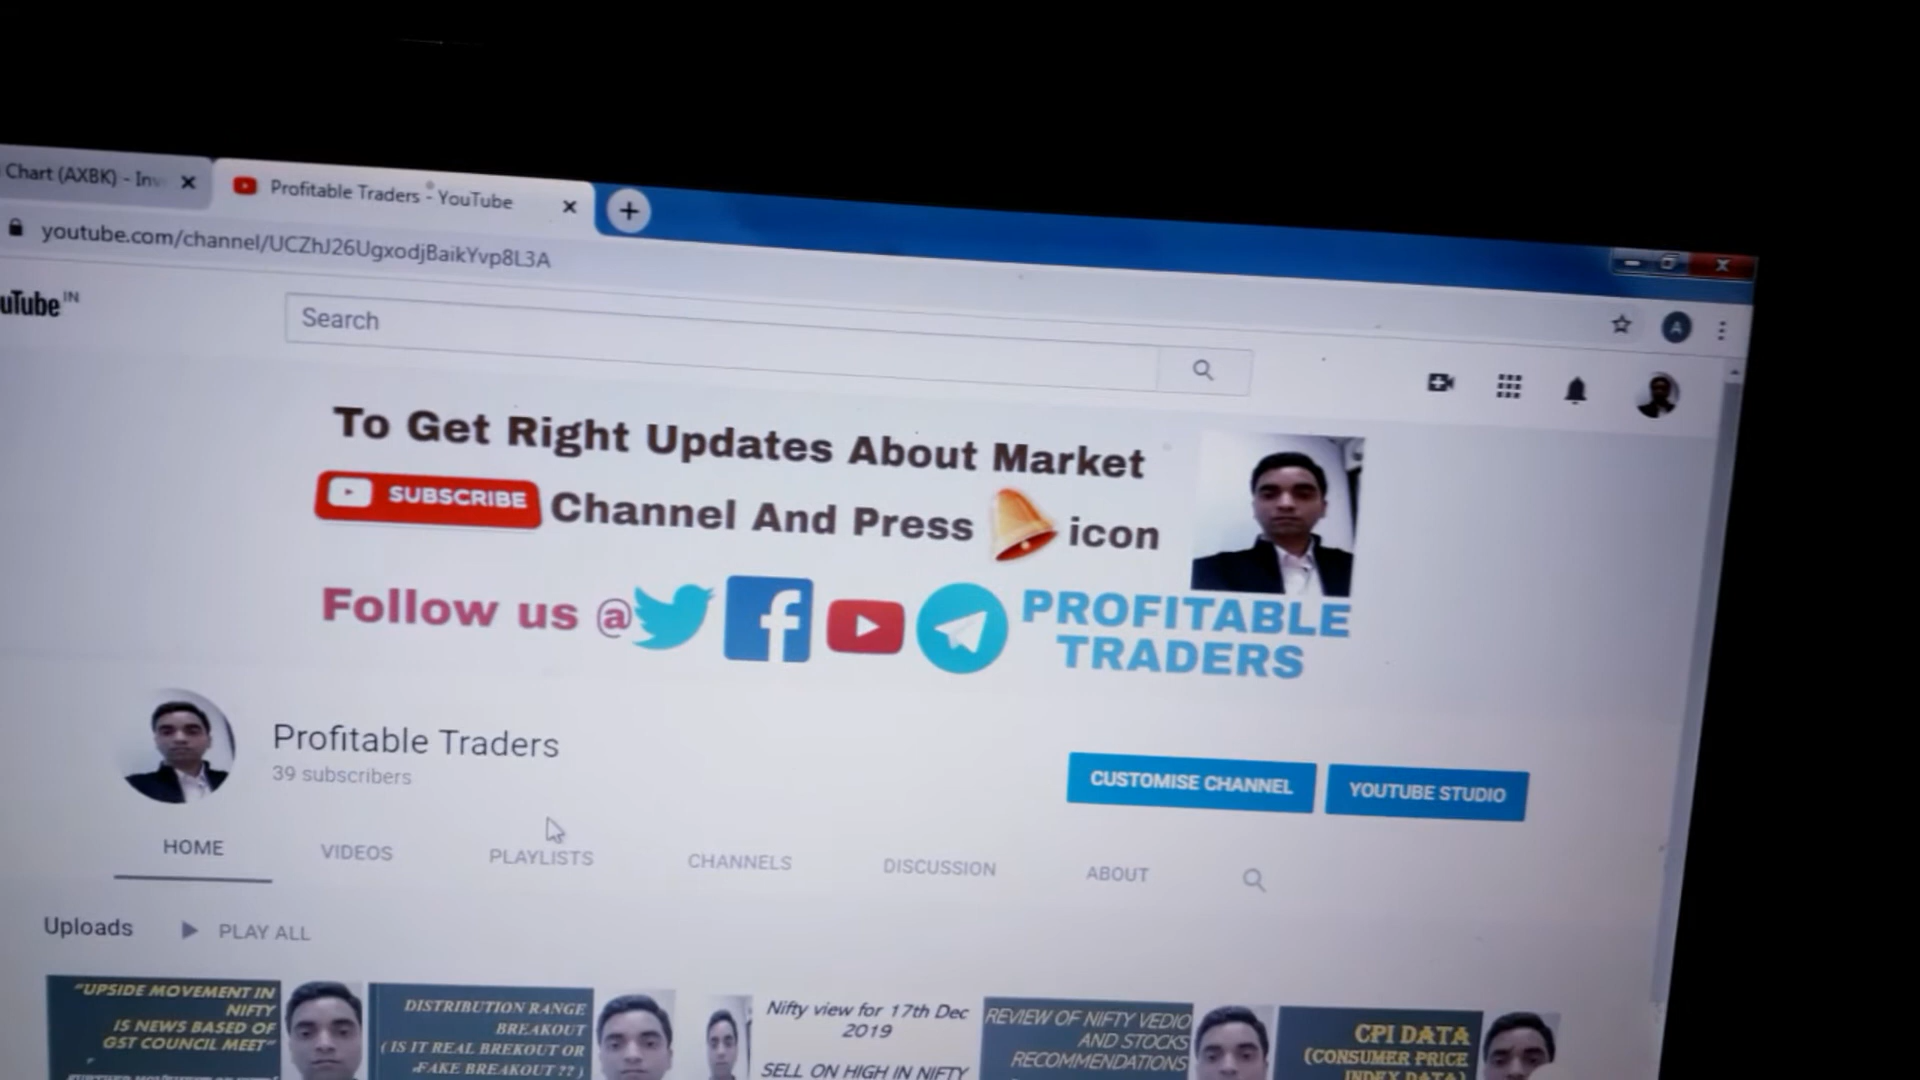 Chart (AXBK) - Inv
Profitable Traders - YouTube
youtube.com/channel/UCZhJ26UgxodjBaikYvp8L3A
uTube IN
Search
A
To Get Right Updates About Market
SUBSCRIBE Channel And Press icon
Follow us @ f PROFITABLE
TRADERS
Profitable Traders
39 subscribers
CUSTOMISE CHANNEL
YOUTUBE STUDIO
HOME
VIDEOS
PLAYLISTS
CHANNELS
DISCUSSION
ABOUT
Uploads
PLAY ALL
"UPSIDE MOVEMENT IN
NIFTY
IS NEWS BASED OF
GST COUNCIL MEET"
DISTRIBUTION RANGE
BREAKOUT
( IS IT REAL BREKOUT OR
FAKE BREAKOUT ?? )
Nifty view for 17th Dec
2019
SELL ON HIGH IN NIFTY
REVIEW OF NIFTY VEDIO
AND STOCKS
RECOMMENDATIONS
CPI DATA
(CONSUMER PRICE
INDEX DATA)